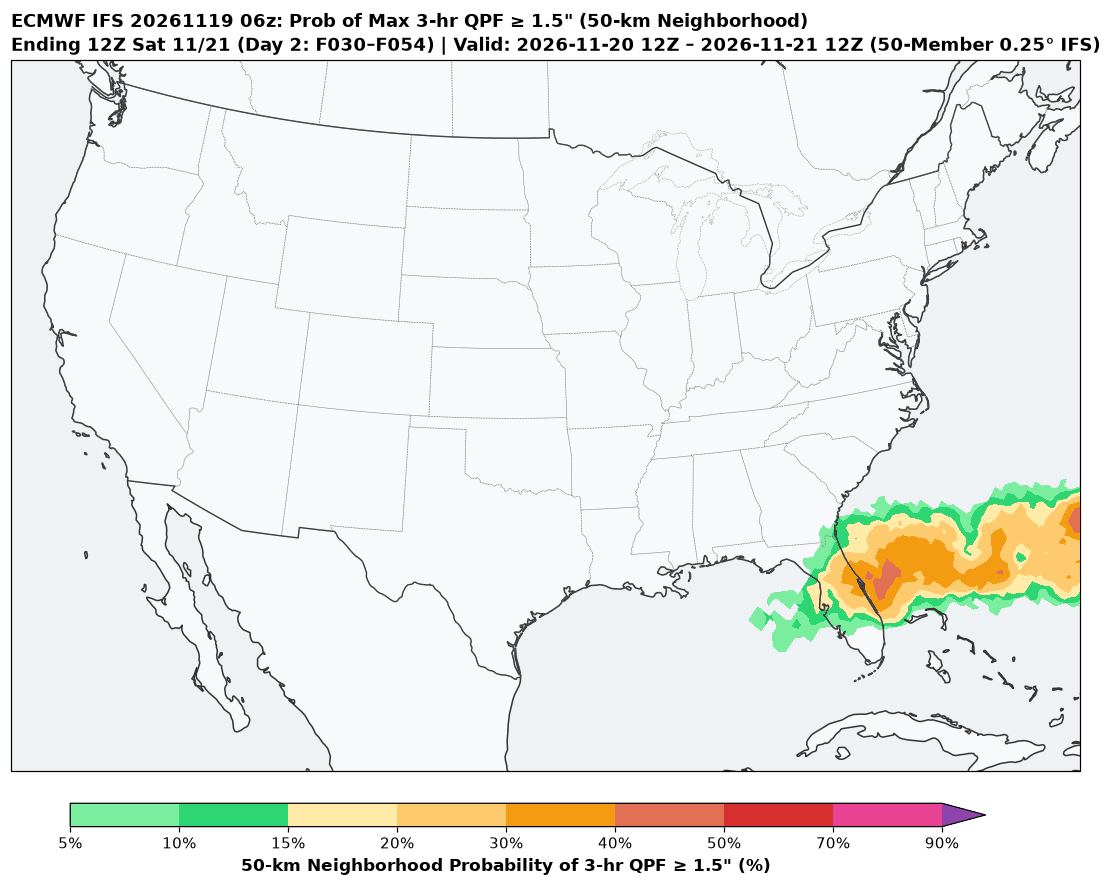 ECMWF IFS 20261119 06z: Prob of Max 3-hr QPF ≥ 1.5" (50-km Neighborhood)
Ending 12Z Sat 11/21 (Day 2: F030–F054) | Valid: 2026-11-20 12Z – 2026-11-21 12Z (50-Member 0.25° IFS)
5% 10% 15% 20% 30% 40% 50% 70% 90%
50-km Neighborhood Probability of 3-hr QPF ≥ 1.5" (%)